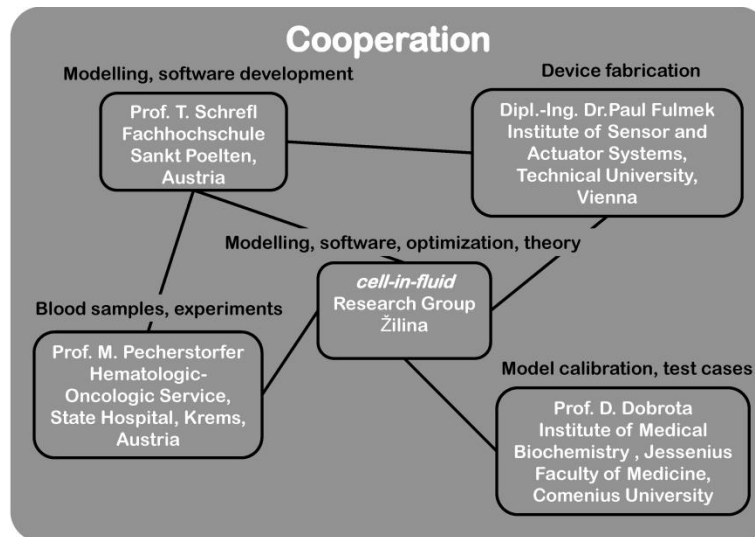 Cooperation
Modelling, software development
Prof. T. Schrefl
Fachhochschule
Sankt Poelten,
Austria
Device fabrication
Dipl.-Ing. Dr.Paul Fulmek
Institute of Sensor and
Actuator Systems,
Technical University,
Vienna
Modelling, software, optimization, theory
cell-in-fluid
Research Group
Žilina
Blood samples, experiments
Prof. M. Pecherstorfer
Hematologic-
Oncologic Service,
State Hospital, Krems,
Austria
Model calibration, test cases
Prof. D. Dobrota
Institute of Medical
Biochemistry , Jessenius
Faculty of Medicine,
Comenius University